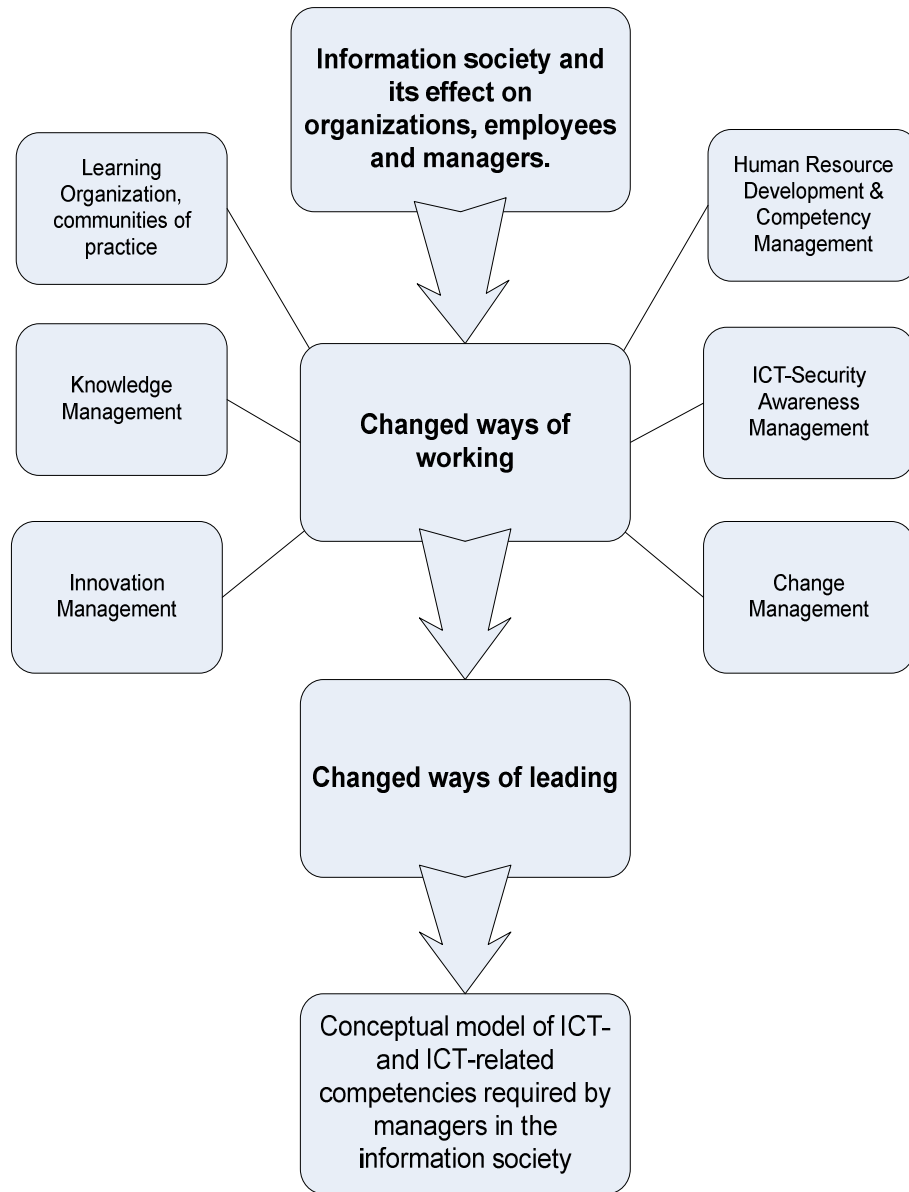 Information society and
its effect on
organizations, employees
and managers.
Learning
Organization,
communities of
practice
Human Resource
Development &
Competency
Management
Knowledge
Management
Changed ways of
working
ICT-Security
Awareness
Management
Innovation
Management
Change
Management
Changed ways of leading
Conceptual model of ICT-
and ICT-related
competencies required by
managers in the
information society